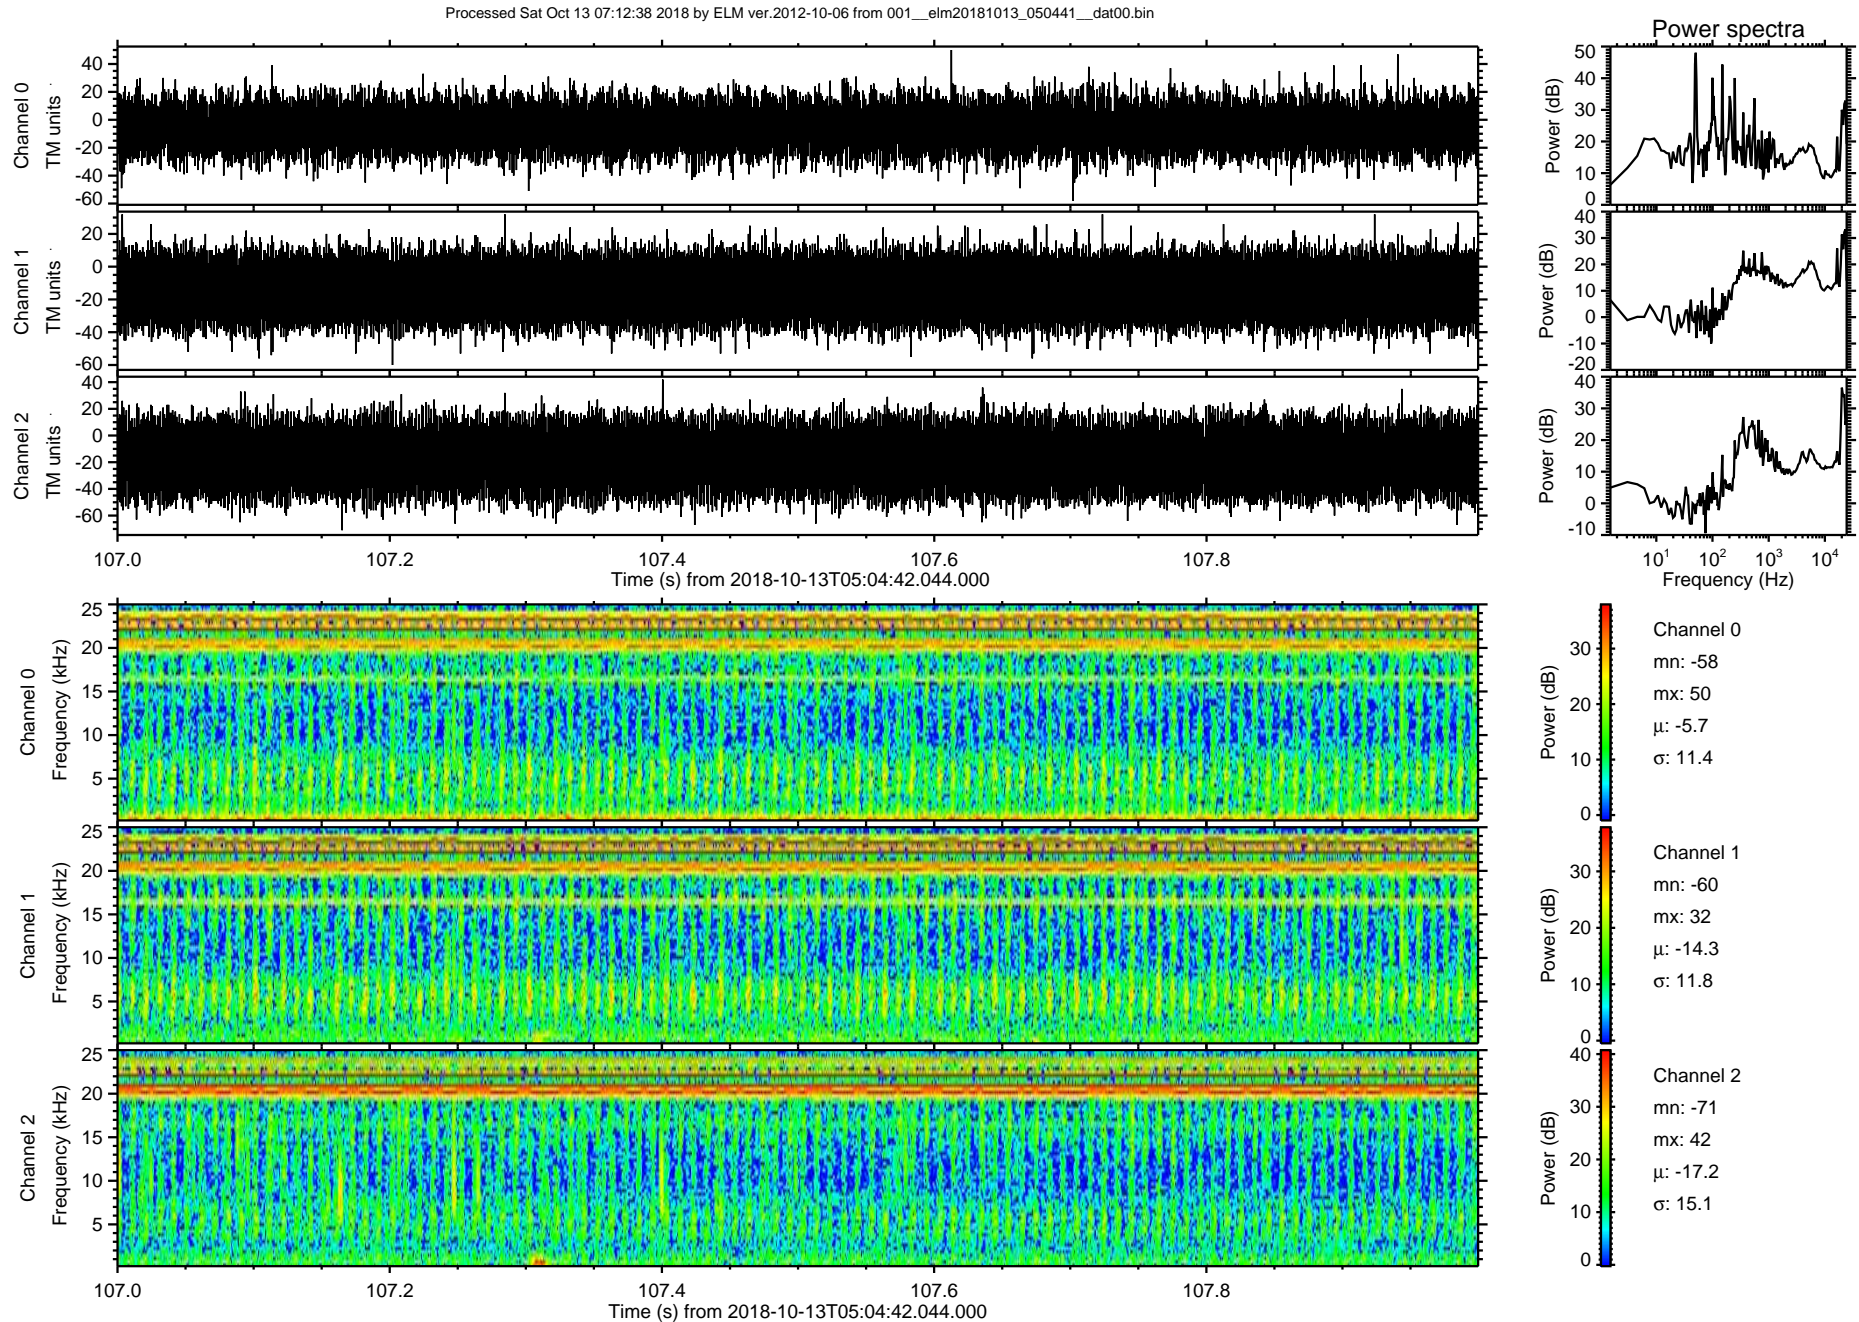 Processed Sat Oct 13 07:12:38 2018 by ELM ver.2012-10-06 from 001__elm20181013_050441__dat00.bin
Power spectra
Channel 0
TM units
40
20
0
-20
-40
-60
Power (dB)
50
40
30
20
10
0
Channel 1
TM units
20
0
-20
-40
-60
Power (dB)
40
30
20
10
0
-10
-20
Channel 2
TM units
40
20
0
-20
-40
-60
Power (dB)
40
30
20
10
0
-10
107.0 107.2 107.4 107.6 107.8
Time (s) from 2018-10-13T05:04:42.044.000
10^1 10^2 10^3 10^4
Frequency (Hz)
Channel 0
Frequency (kHz)
25
20
15
10
5
Power (dB)
30
20
10
0
Channel 0
mn: -58
mx: 50
μ: -5.7
σ: 11.4
Channel 1
Frequency (kHz)
25
20
15
10
5
Power (dB)
30
20
10
0
Channel 1
mn: -60
mx: 32
μ: -14.3
σ: 11.8
Channel 2
Frequency (kHz)
25
20
15
10
5
Power (dB)
40
30
20
10
0
Channel 2
mn: -71
mx: 42
μ: -17.2
σ: 15.1
107.0 107.2 107.4 107.6 107.8
Time (s) from 2018-10-13T05:04:42.044.000